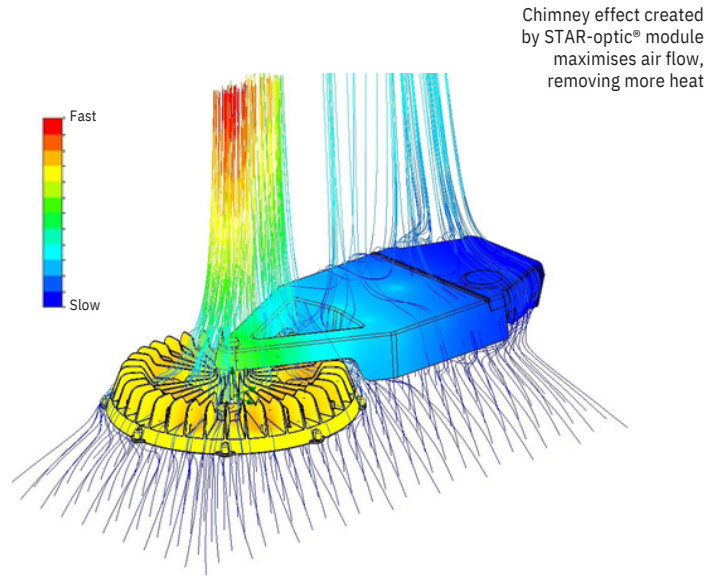 Chimney effect created
by STAR-optic® module
maximises air flow,
removing more heat
Fast
Slow